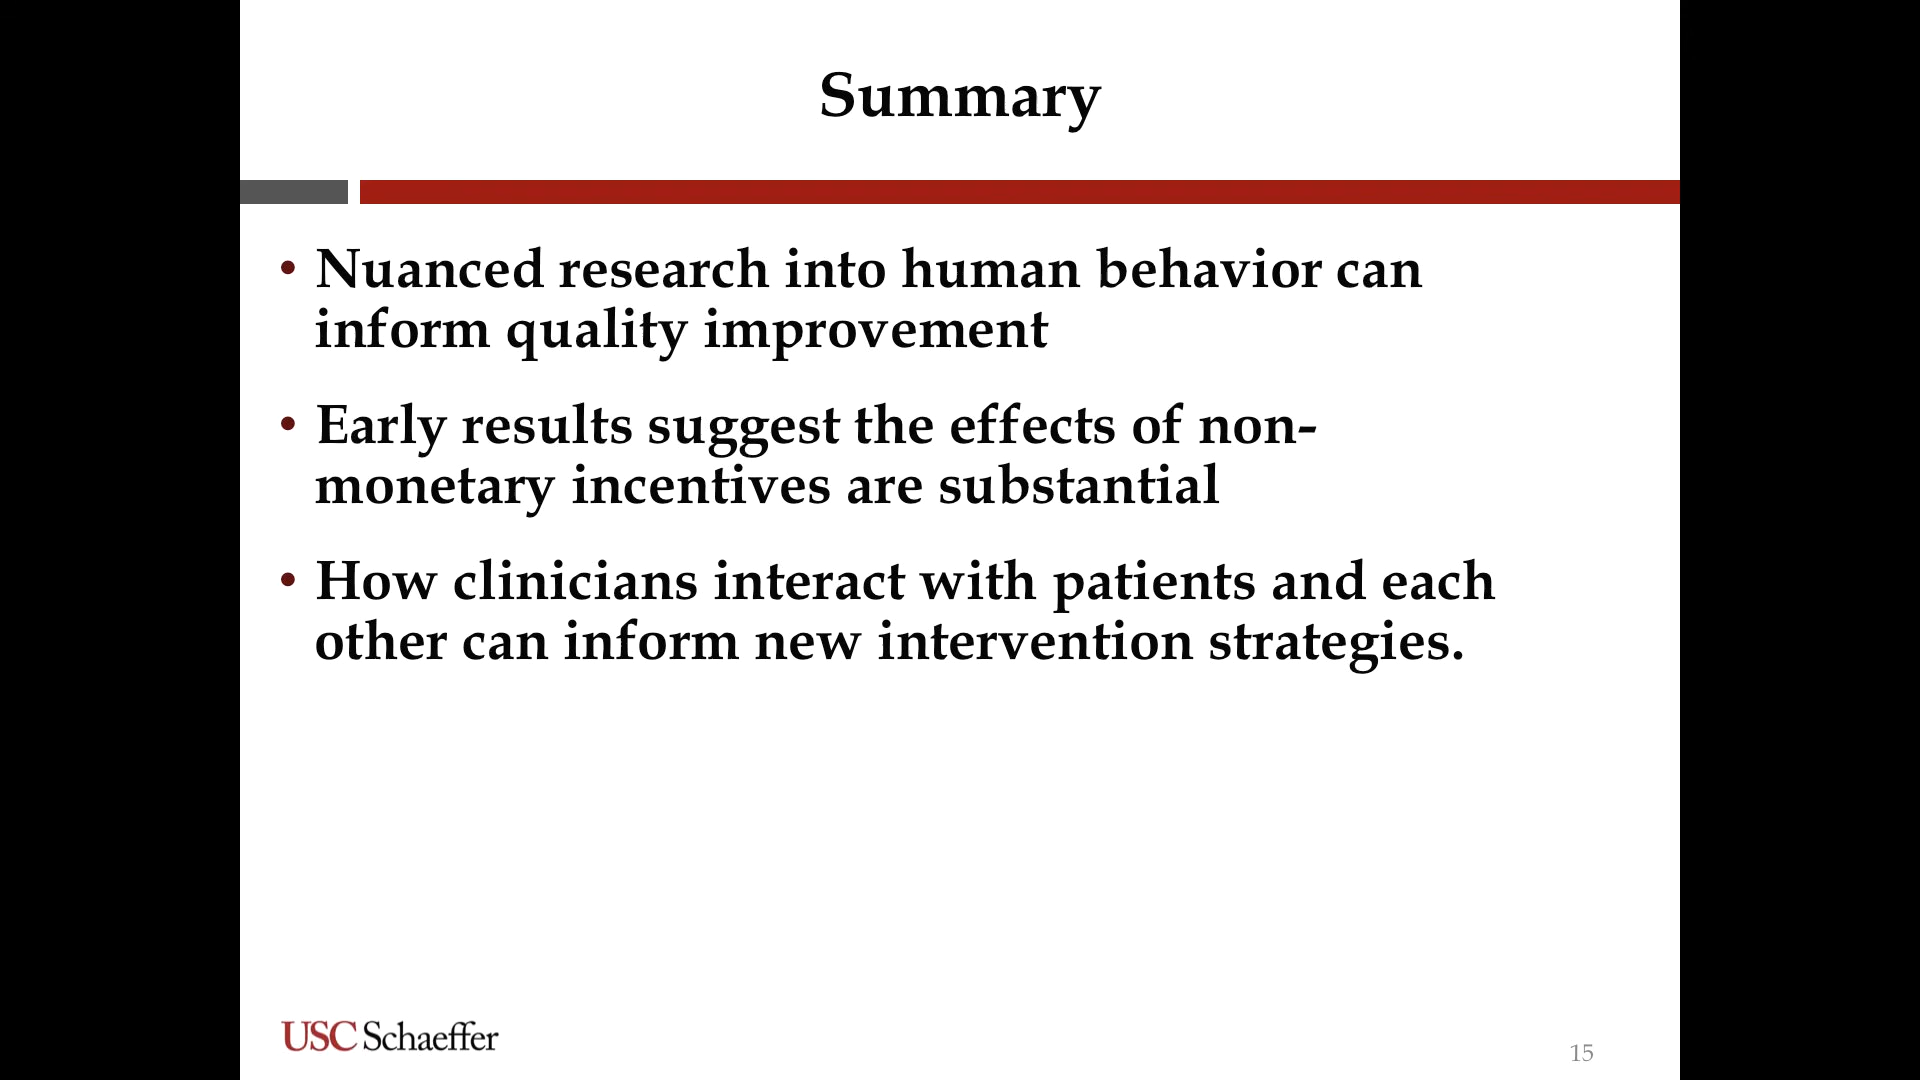 Summary
• Nuanced research into human behavior can
inform quality improvement
• Early results suggest the effects of non-
monetary incentives are substantial
• How clinicians interact with patients and each
other can inform new intervention strategies.
USC Schaeffer
15